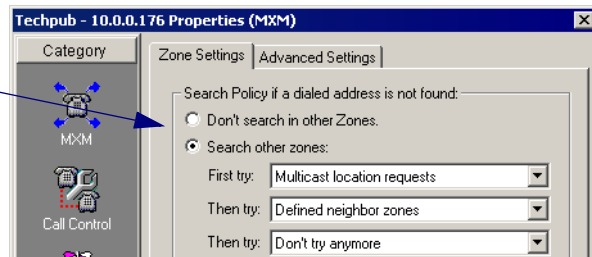 Techpub - 10.0.0.176 Properties (MXM)
Category
Zone Settings
Advanced Settings
MXM
Call Control
Search Policy if a dialed address is not found:
Don't search in other Zones.
Search other zones:
First try: Multicast location requests
Then try: Defined neighbor zones
Then try: Don't try anymore